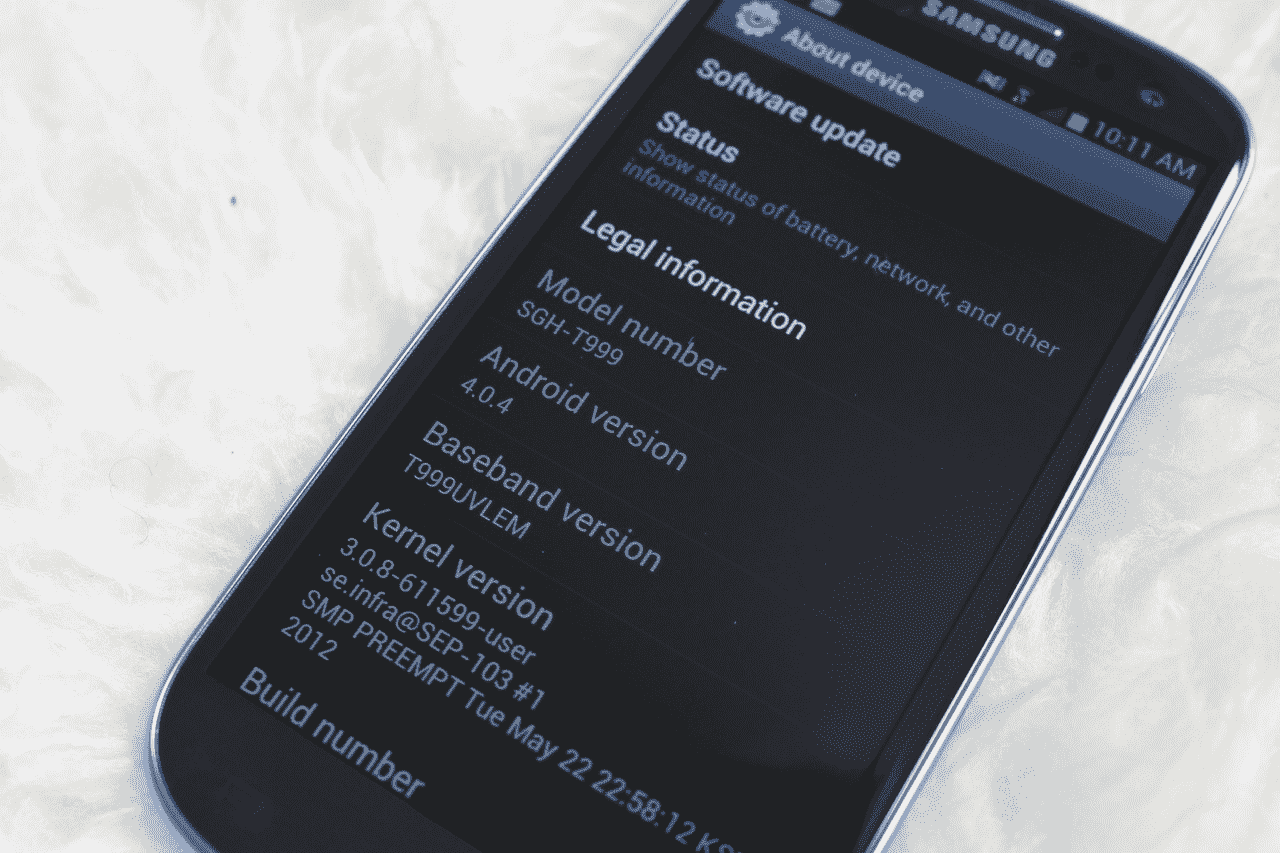 SAMSUNG
10:11 AM
About device
Software update
Status
Show status of battery, network, and other
information
Legal information
Model number
SGH-T999
Android version
4.0.4
Baseband version
T999UVLEM
Kernel version
3.0.8-611599-user
se.infra@SEP-103 #1
SMP PREEMPT Tue May 22 22:58:12
2012
Build number